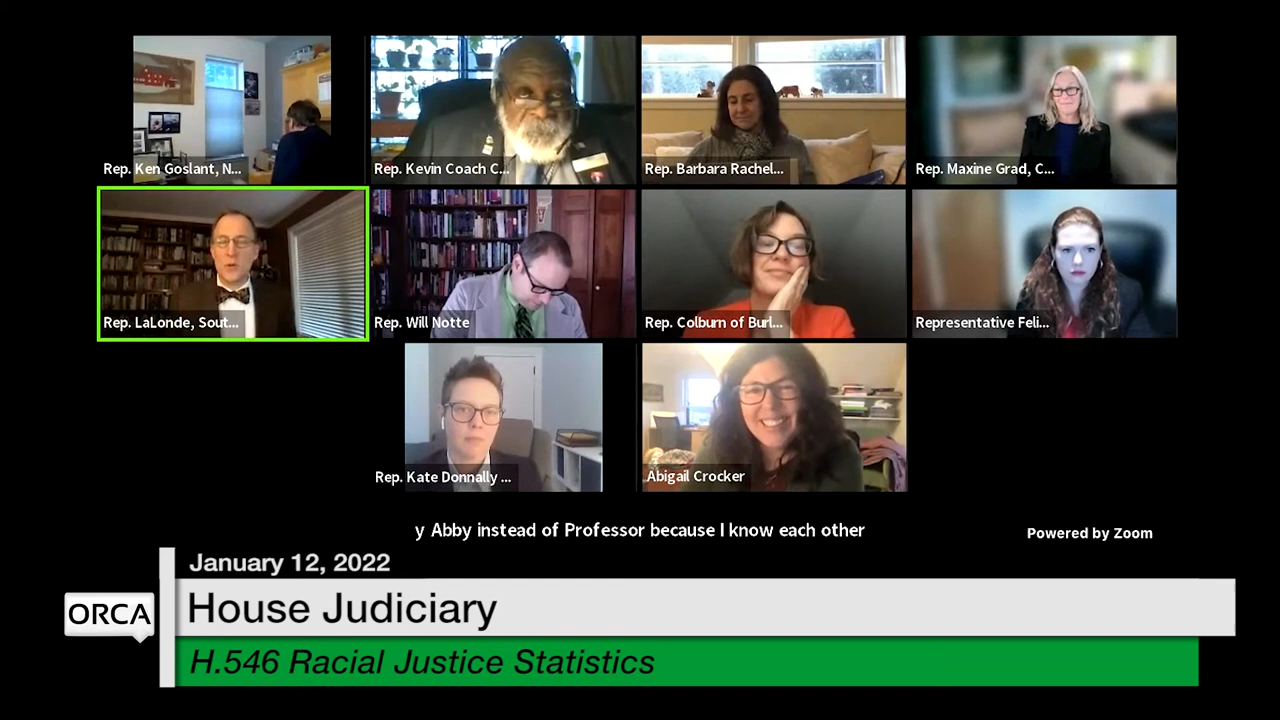 Rep. Ken Goslant, N...
Rep. Kevin Coach C...
Rep. Barbara Rachel...
Rep. Maxine Grad, C...
Rep. LaLonde, Sout...
Rep. Will Notte
Rep. Colburn of Burl...
Representative Feli...
Rep. Kate Donnally ...
Abigail Crocker
y Abby instead of Professor because I know each other
Powered by Zoom
January 12, 2022
ORCA
House Judiciary
H.546 Racial Justice Statistics